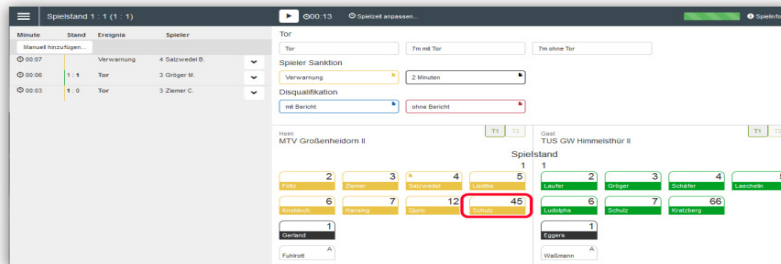 Spielstand 1 : 1 (1 : 1)
00:13
Spielzeit anpassen...
Spielinfo
Minute Stand Ereignis Spieler
Manuell hinzufügen...
00:07 Verwarnung 4 Salzwedel B.
00:06 1 : 1 Tor 3 Gröger M.
00:03 1 : 0 Tor 3 Ziemer C.
Tor
Tor 7m mit Tor 7m ohne Tor
Spieler Sanktion
Verwarnung 2 Minuten
Disqualifikation
mit Bericht ohne Bericht
Heim T1 T2 Gast T1
MTV Großenheidorn II TUS GW Himmelsthür II
Spielstand
1 1
2 3 4 5 2 3 4
Ziemer Salzwedel Laufer Gröger Schäfer Laecheln
6 7 12 45 6 7 66
Hensing Schulz Ludolphs Schulz Kratzberg
1 1
Gerland Eggers
A A
Fuhlrott Waßmann